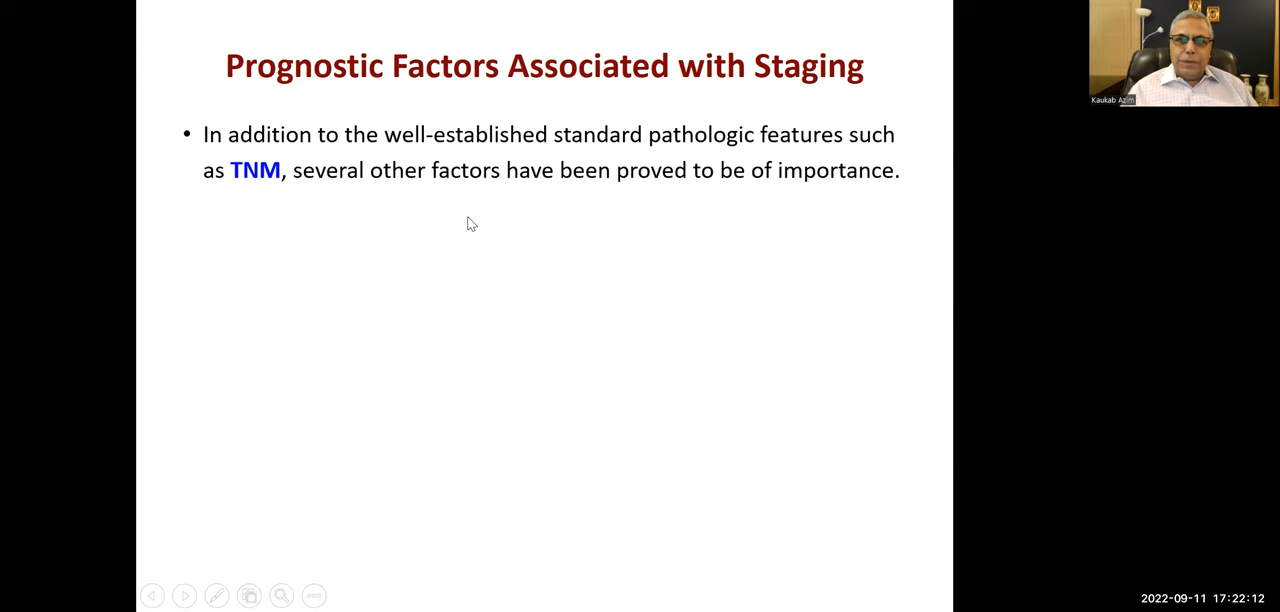 Prognostic Factors Associated with Staging
• In addition to the well-established standard pathologic features such
as TNM, several other factors have been proved to be of importance.
Kaukab Azim
2022-09-11 17:22:12